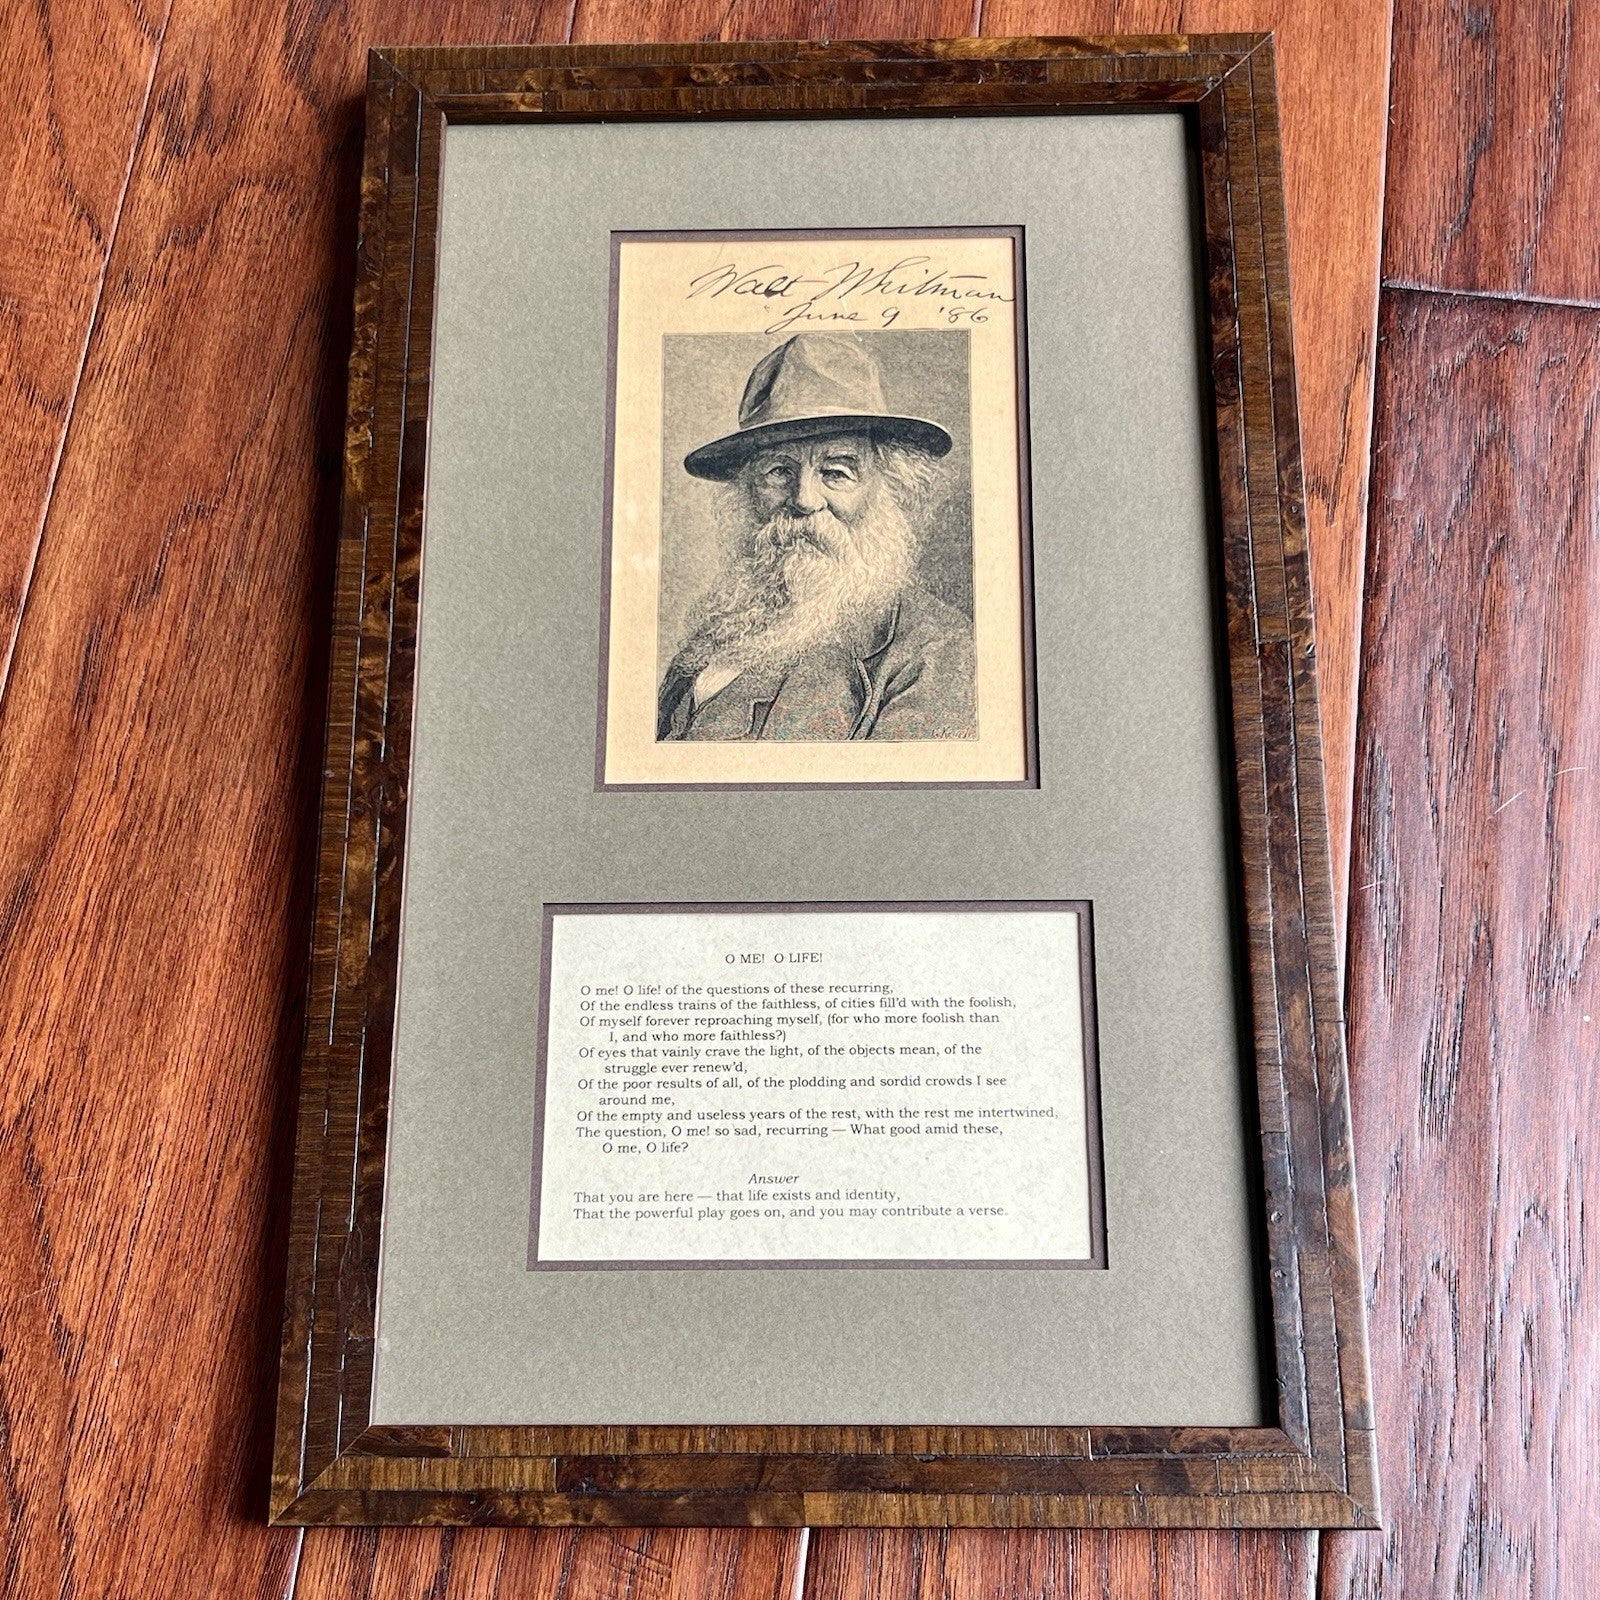 Walt Whitman
June 9 '86
O ME! O LIFE!
O me! O life! of the questions of these recurring,
Of the endless trains of the faithless, of cities fill'd with the foolish,
Of myself forever reproaching myself, (for who more foolish than
I, and who more faithless?)
Of eyes that vainly crave the light, of the objects mean, of the
struggle ever renew'd,
Of the poor results of all, of the plodding and sordid crowds I see
around me,
Of the empty and useless years of the rest, with the rest me intertwined,
The question, O me! so sad, recurring — What good amid these,
O me, O life?
Answer
That you are here — that life exists and identity,
That the powerful play goes on, and you may contribute a verse.